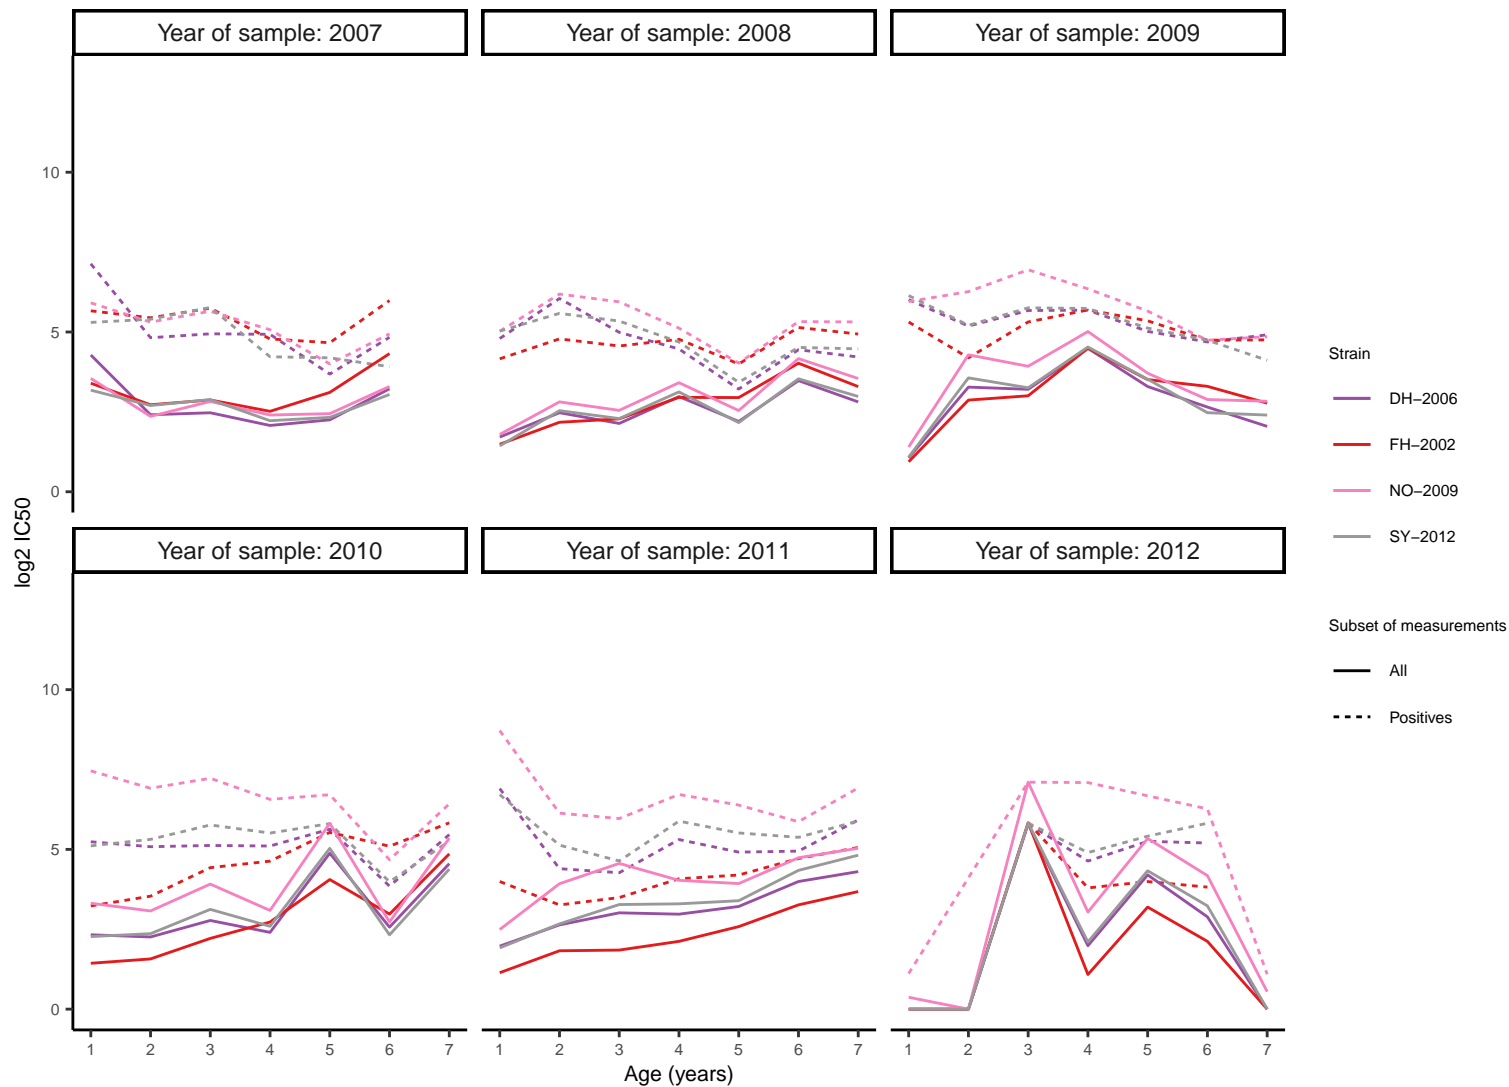 Year of sample: 2007
Year of sample: 2008
Year of sample: 2009
10
5
0
log2 IC50
Year of sample: 2010
Year of sample: 2011
Year of sample: 2012
10
5
0
1 2 3 4 5 6 7
1 2 3 4 5 6 7
1 2 3 4 5 6 7
Age (years)
Strain
DH−2006
FH−2002
NO−2009
SY−2012
Subset of measurements
All
Positives